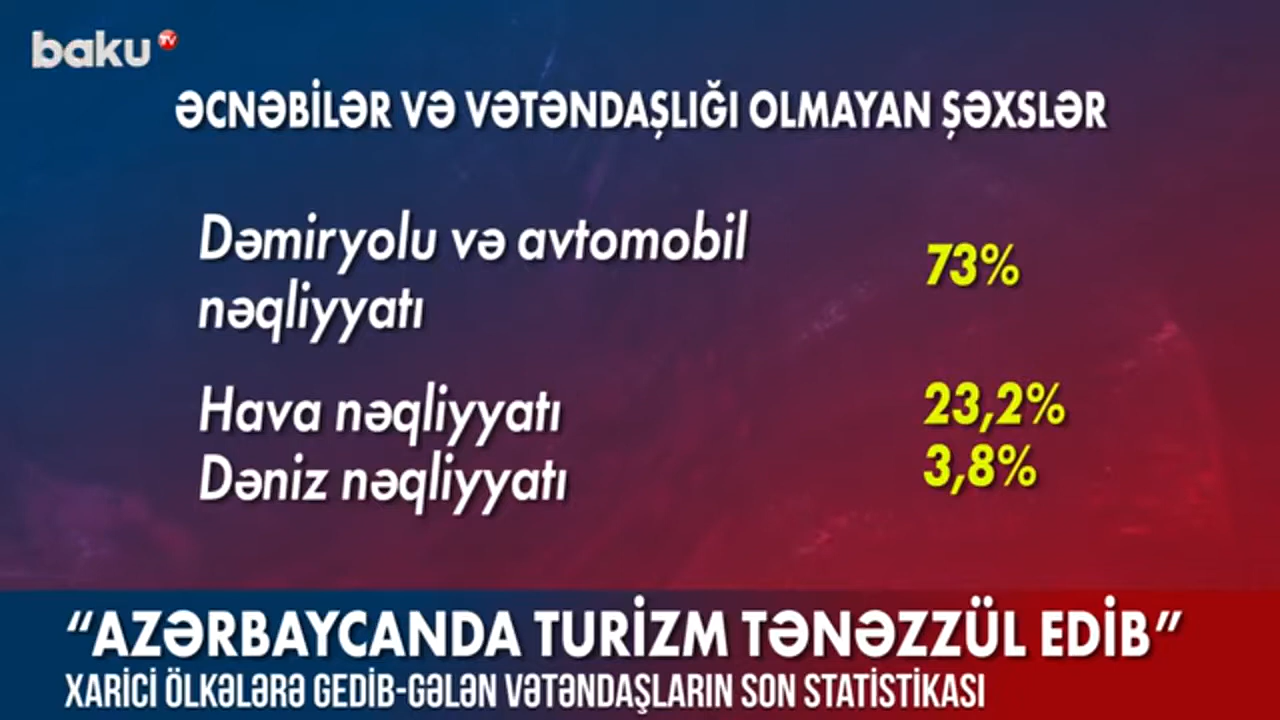 baku TV
ƏCNƏBİLƏR VƏ VƏTƏNDAŞLIĞI OLMAYAN ŞƏXSLƏR
Dəmiryolu və avtomobil
nəqliyyatı 73%
Hava nəqliyyatı 23,2%
Dəniz nəqliyyatı 3,8%
“AZƏRBAYCANDA TURİZM TƏNƏZZÜL EDİB”
XARİCİ ÖLKƏLƏRƏ GEDİB-GƏLƏN VƏTƏNDAŞLARIN SON STATİSTİKASI